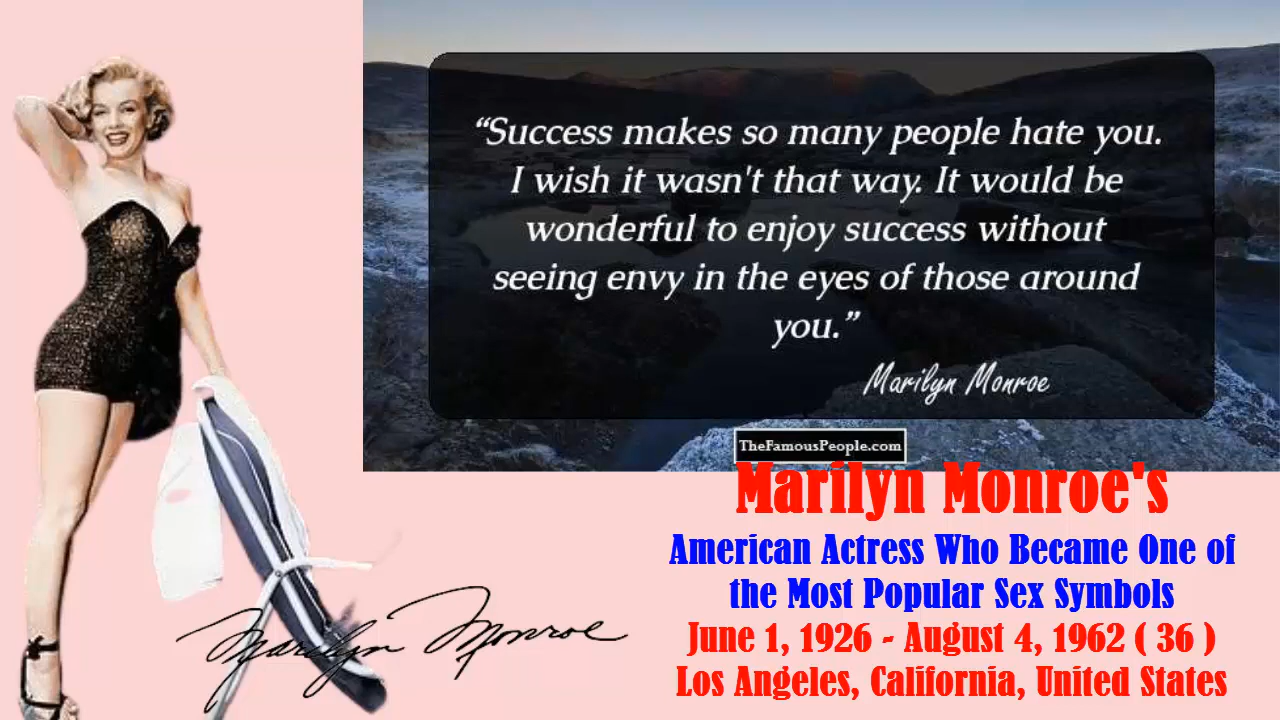 “Success makes so many people hate you.
I wish it wasn't that way. It would be
wonderful to enjoy success without
seeing envy in the eyes of those around
you.”
Marilyn Monroe
TheFamousPeople.com
Marilyn Monroe's
American Actress Who Became One of
the Most Popular Sex Symbols
June 1, 1926 - August 4, 1962 ( 36 )
Los Angeles, California, United States
Marilyn Monroe